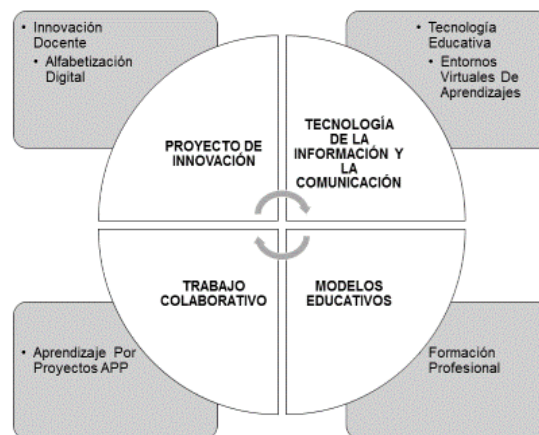 • Innovación
Docente
• Alfabetización
Digital
• Tecnología
Educativa
• Entornos
Virtuales De
Aprendizajes
PROYECTO DE
INNOVACIÓN
TECNOLOGÍA
DE LA
INFORMACIÓN Y
LA
COMUNICACIÓN
TRABAJO
COLABORATIVO
MODELOS
EDUCATIVOS
• Aprendizaje Por
Proyectos APP
Formación
Profesional